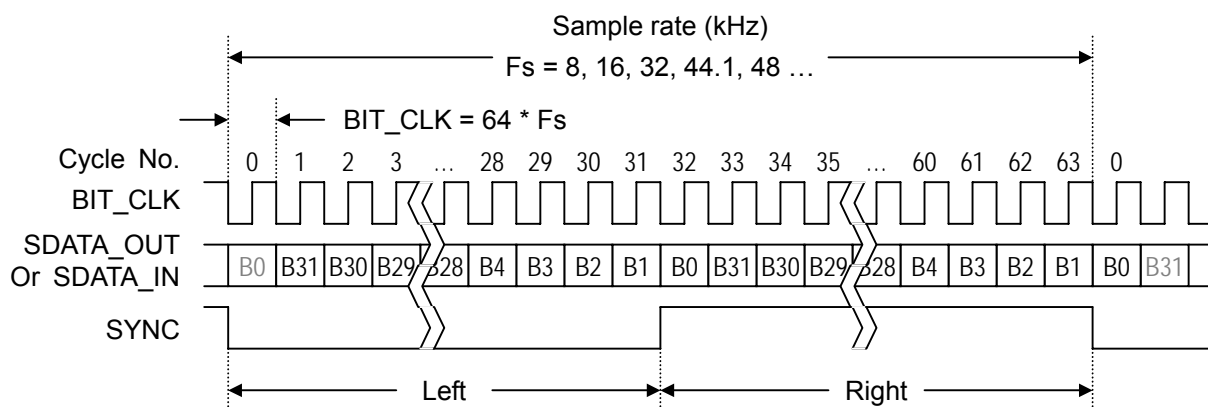 Sample rate (kHz)
Fs = 8, 16, 32, 44.1, 48 …
BIT_CLK = 64 * Fs
Cycle No. 0 1 2 3 ... 28 29 30 31 32 33 34 35 ... 60 61 62 63 0
BIT_CLK
SDATA_OUT
Or SDATA_IN
B0 B31 B30 B29 B28 B4 B3 B2 B1 B0 B31 B30 B29 B28 B4 B3 B2 B1 B0 B31
SYNC
Left Right